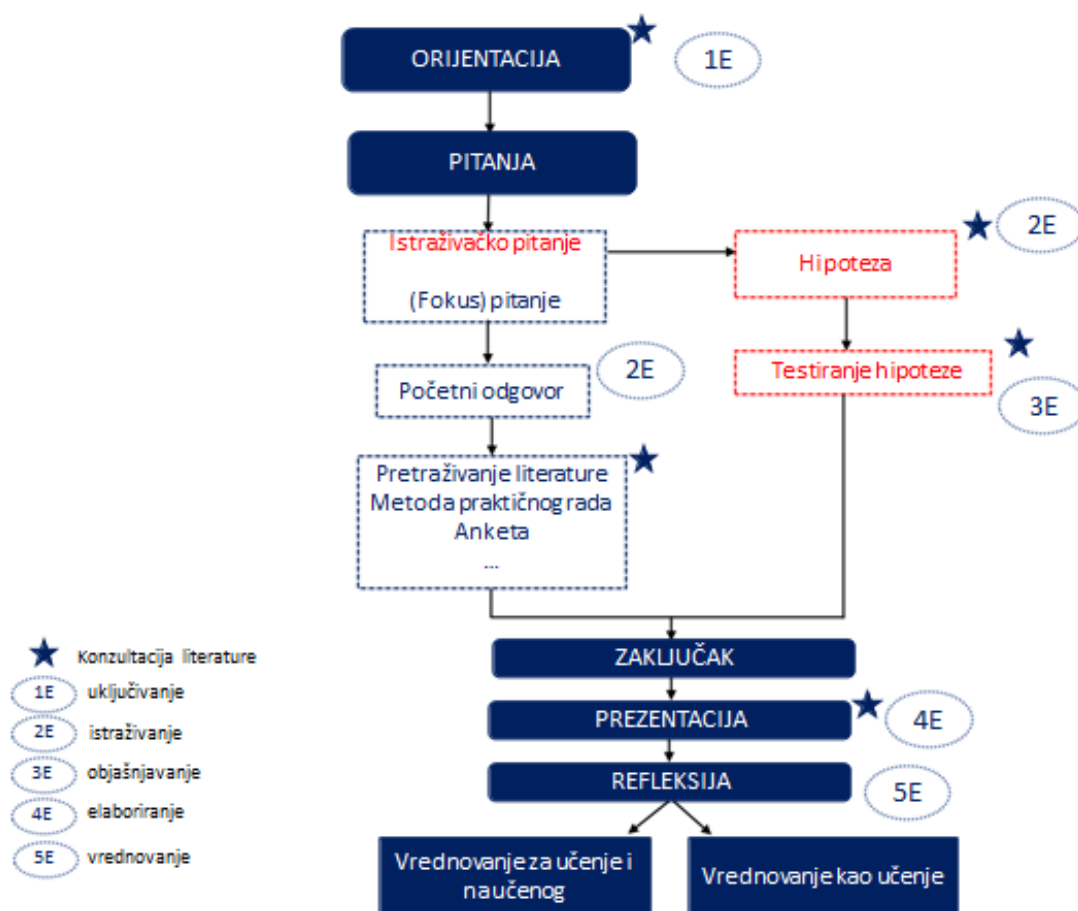 ORIJENTACIJA
1E
PITANJA
Istraživačko pitanje
(Fokus) pitanje
2E
Hipoteza
Početni odgovor
2E
Testiranje hipoteze
3E
Pretraživanje literature
Metoda praktičnog rada
Anketa
...
ZAKLJUČAK
PREZENTACIJA
4E
REFLEKSIJA
5E
Vrednovanje za učenje i
naučenog
Vrednovanje kao učenje
Konzultacija literature
1E uključivanje
2E istraživanje
3E objašnjavanje
4E elaboriranje
5E vrednovanje